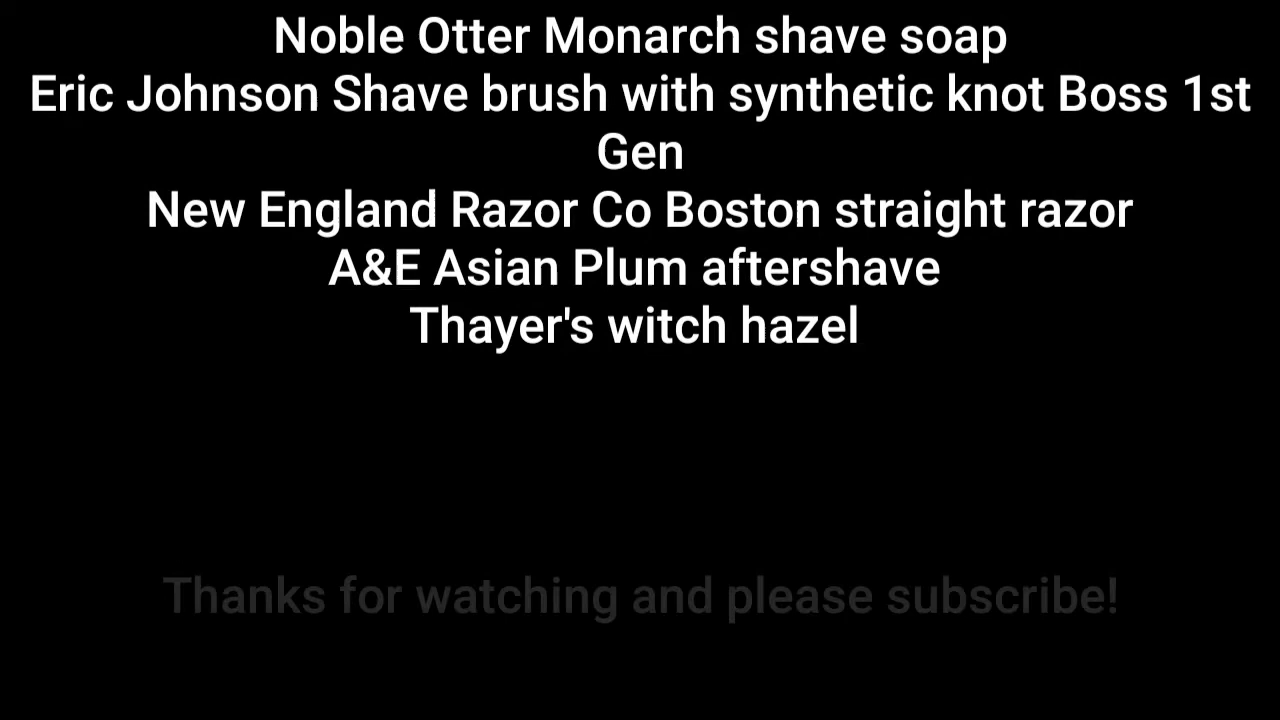 Noble Otter Monarch shave soap
Eric Johnson Shave brush with synthetic knot Boss 1st
Gen
New England Razor Co Boston straight razor
A&E Asian Plum aftershave
Thayer's witch hazel
Thanks for watching and please subscribe!